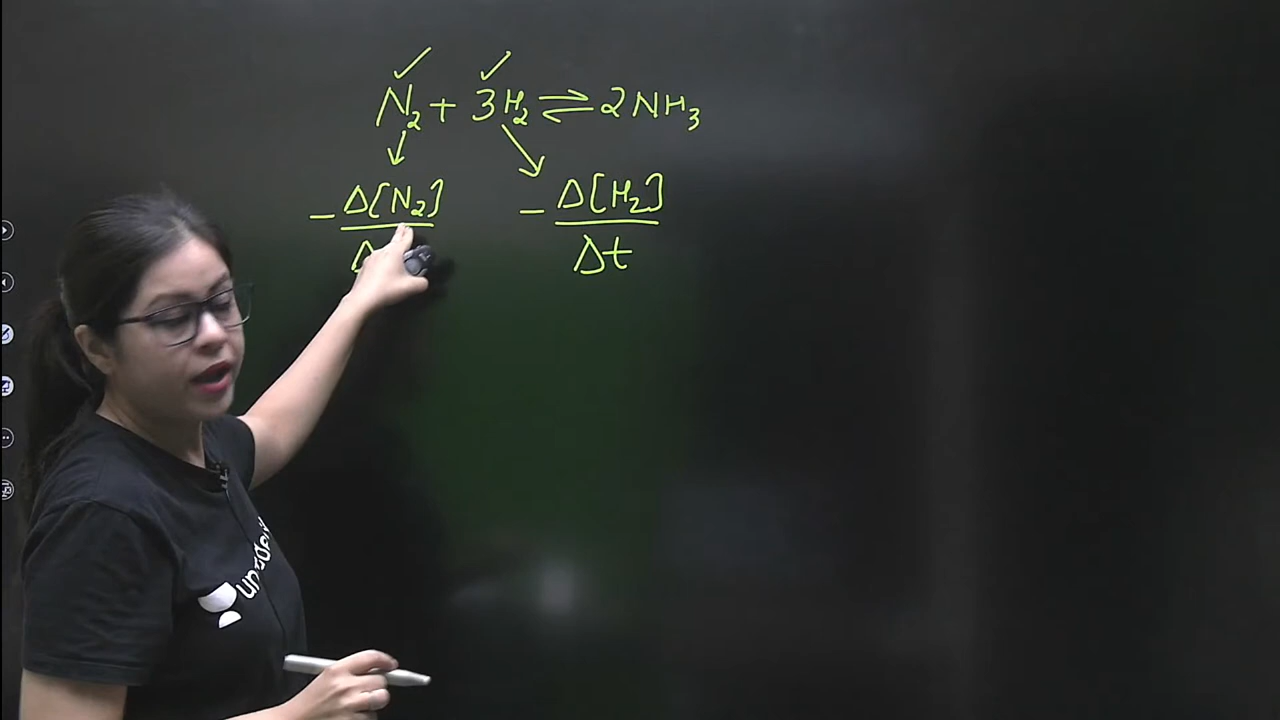 N₂ + 3H₂ ⇌ 2NH₃
- Δ[N₂] - Δ[H₂]
Δ Δt